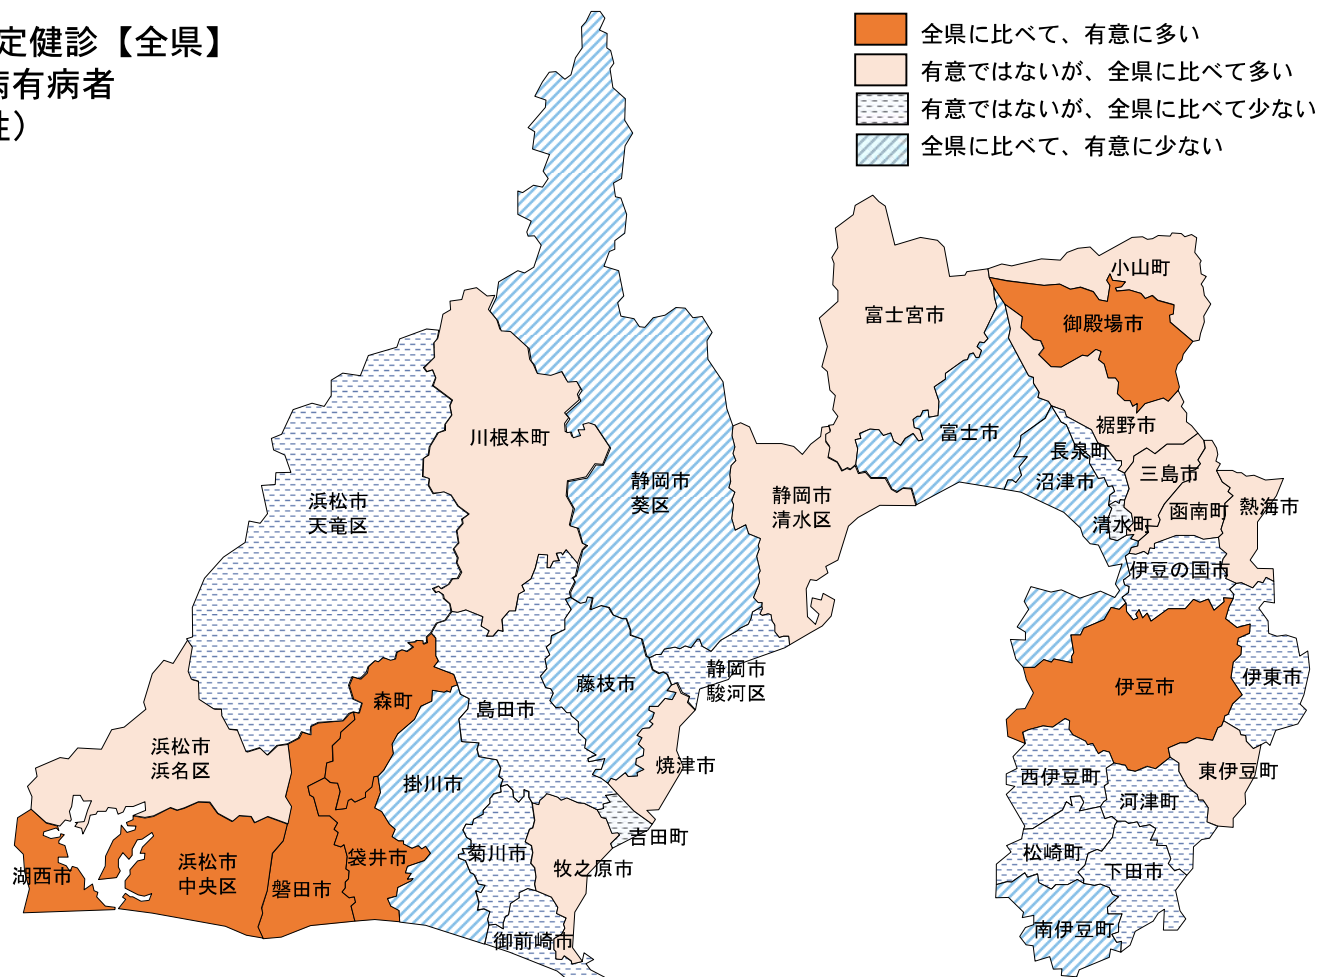 定健診【全県】
病有病者
性）
全県に比べて、有意に多い
有意ではないが、全県に比べて多い
有意ではないが、全県に比べて少ない
全県に比べて、有意に少ない
小山町
富士宮市
御殿場市
裾野市
富士市
長泉町
沼津市
三島市
函南町
熱海市
清水町
伊豆の国市
川根本町
静岡市
葵区
静岡市
清水区
浜松市
天竜区
静岡市
駿河区
藤枝市
伊豆市
伊東市
森町
島田市
浜松市
浜名区
掛川市
焼津市
西伊豆町
東伊豆町
河津町
吉田町
湖西市
浜松市
中央区
磐田市
袋井市
菊川市
牧之原市
松崎町
下田市
御前崎市
南伊豆町